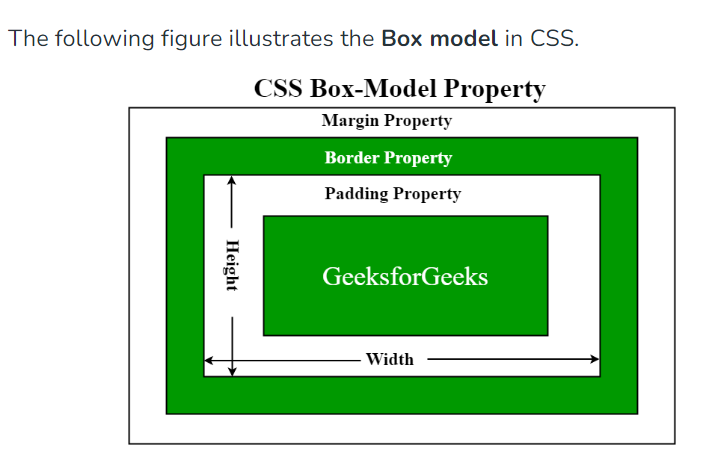 The following figure illustrates the Box model in CSS.
CSS Box-Model Property
Margin Property
Border Property
Padding Property
Height
GeeksforGeeks
Width